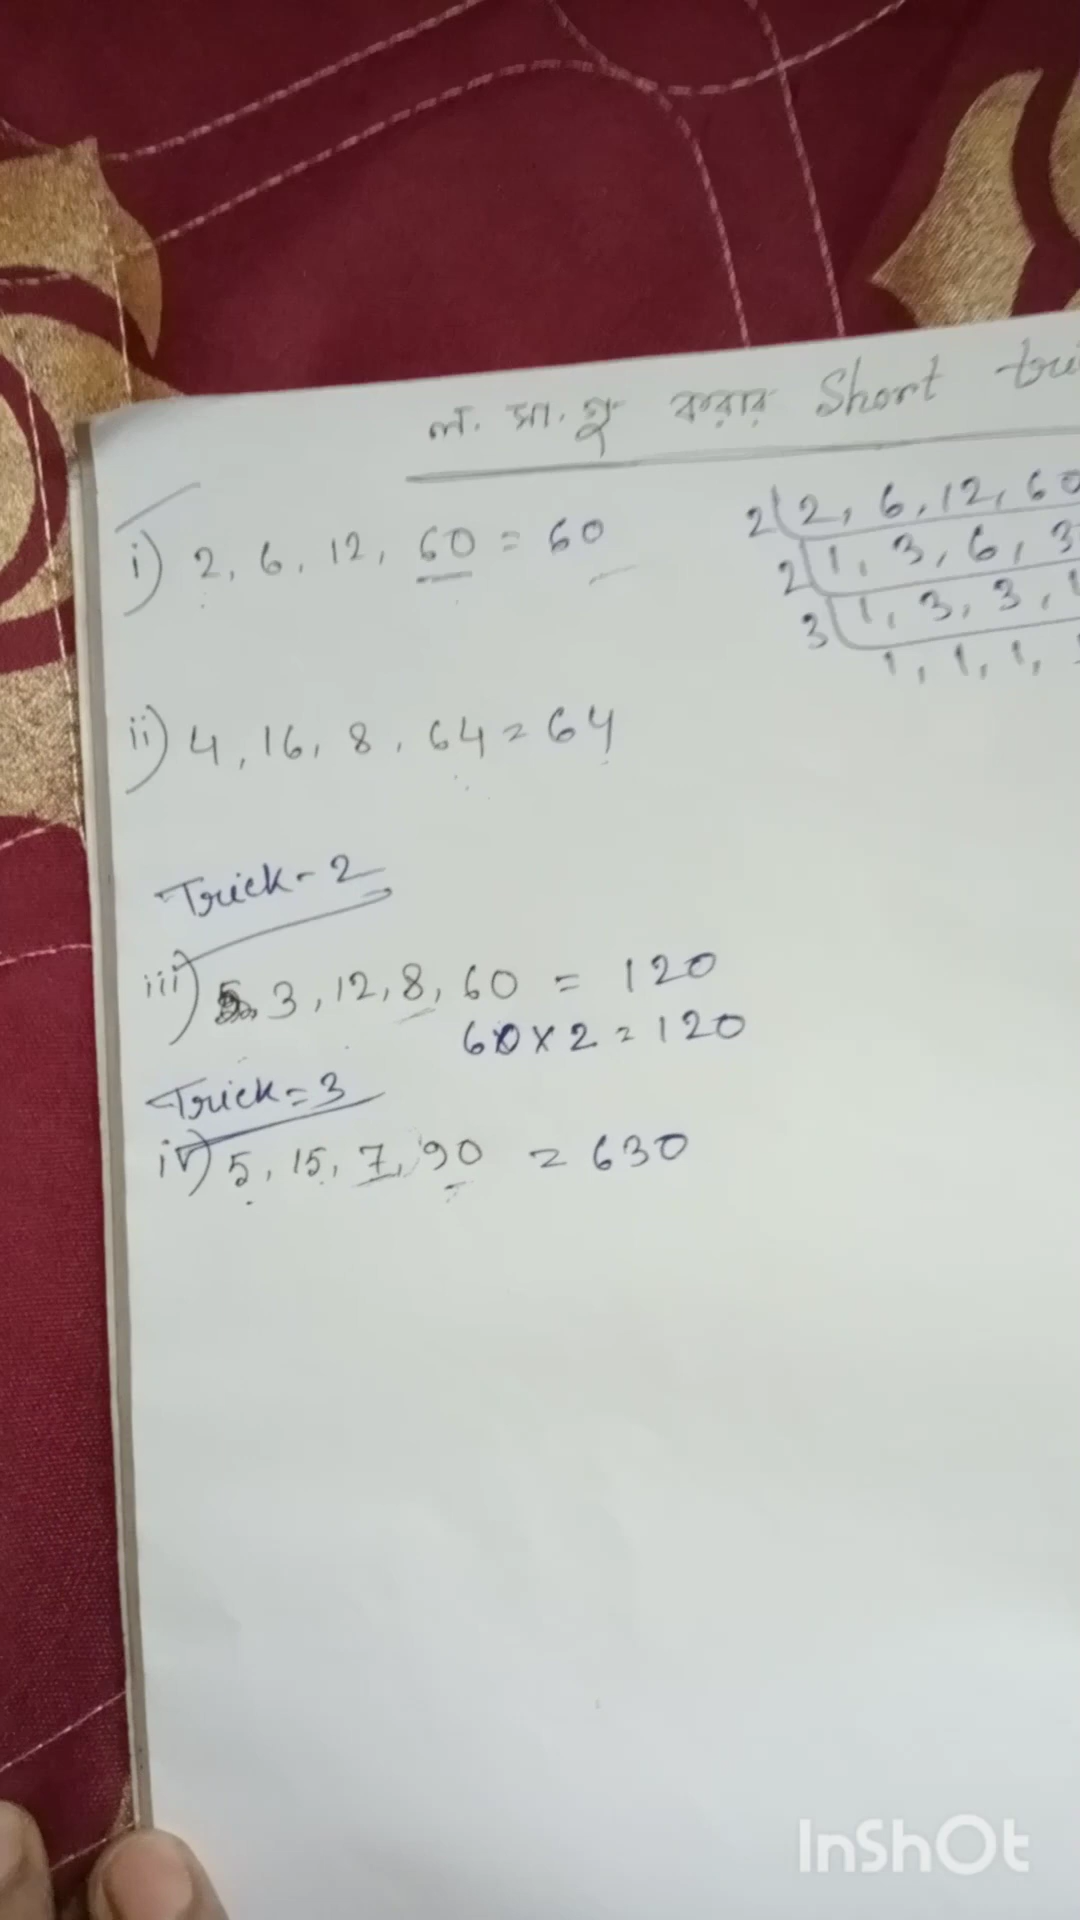 ল. সা. গু করার Short
i) 2, 6, 12, 60 = 60
2 2, 6, 12, 60
2 1, 3, 6, 3
3 1, 3, 3, 1
1, 1, 1,
ii) 4, 16, 8, 64 = 64
Trick - 2
iii) 3, 12, 8, 60 = 120
60 x 2 = 120
Trick = 3
iv) 5, 15, 7, 90 = 630
InShOt